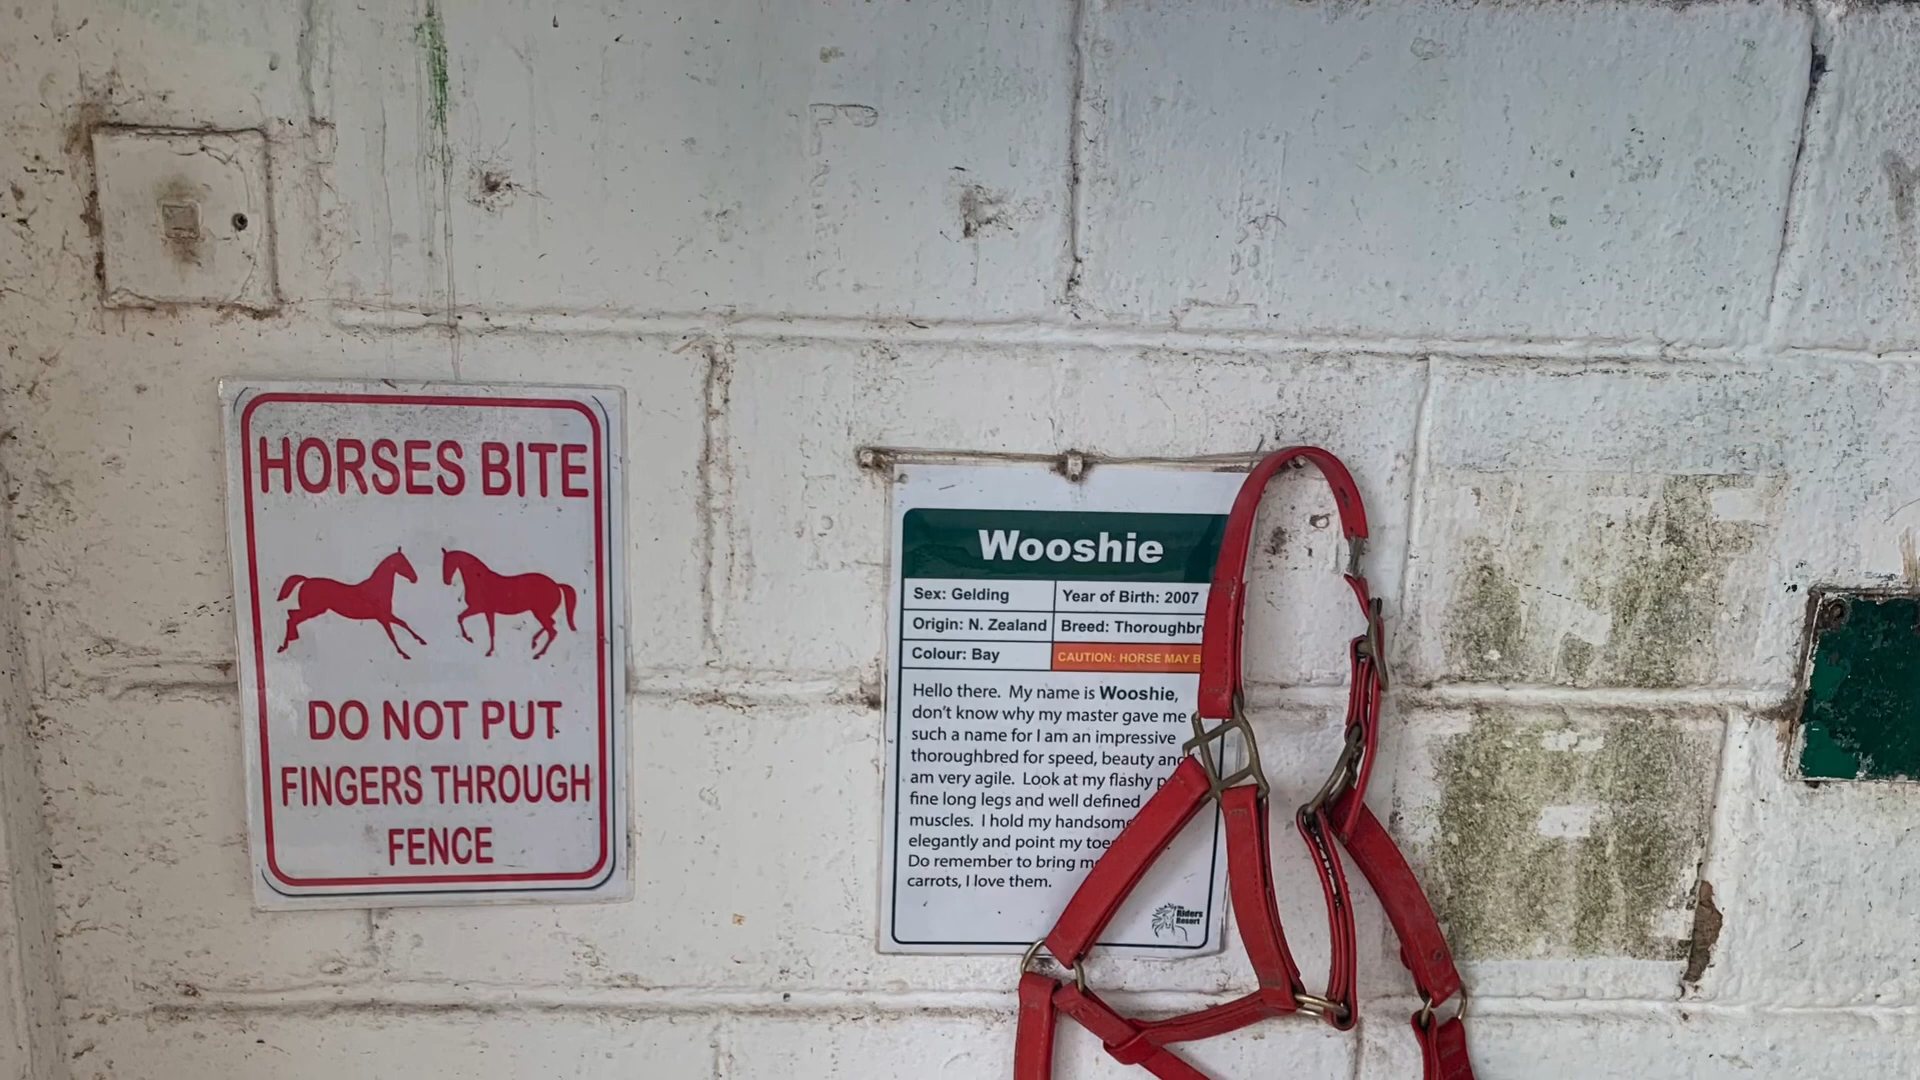 HORSES BITE
DO NOT PUT
FINGERS THROUGH
FENCE
Wooshie
Sex: Gelding
Year of Birth: 2007
Origin: N. Zealand
Breed:
Colour: Bay
CAUTION: HORSE MAY
Hello there. My name is Wooshie,
don't know why my master gave me
such a name for I am an impressive
thoroughbred for speed, beauty and
am very agile. Look at my flashy
fine long legs and well defined
muscles. I hold my handsome
elegantly and point my
Do remember to bring
carrots, I love them.
The
Riders
Resort